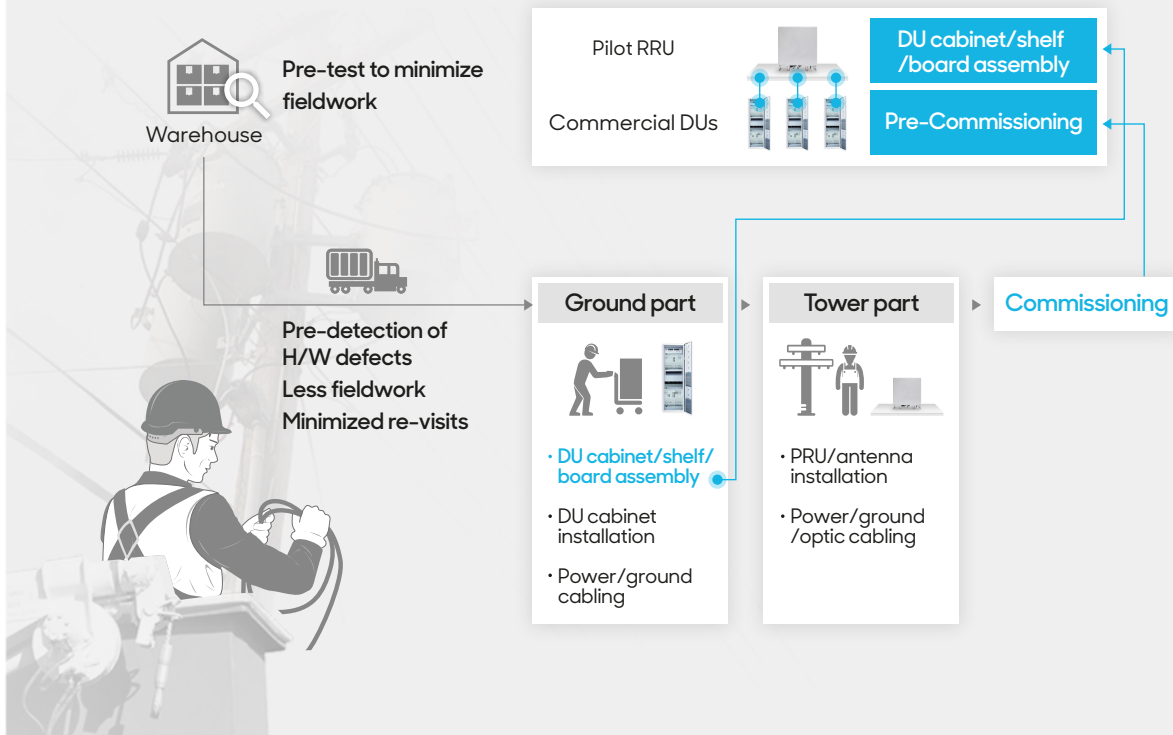 Pre-test to minimize
fieldwork
Warehouse
Pilot RRU
Commercial DUs
DU cabinet/shelf
/board assembly
Pre-Commissioning
Pre-detection of
H/W defects
Less fieldwork
Minimized re-visits
Ground part
· DU cabinet/shelf/
board assembly
· DU cabinet
installation
· Power/ground
cabling
Tower part
· PRU/antenna
installation
· Power/ground
/optic cabling
Commissioning